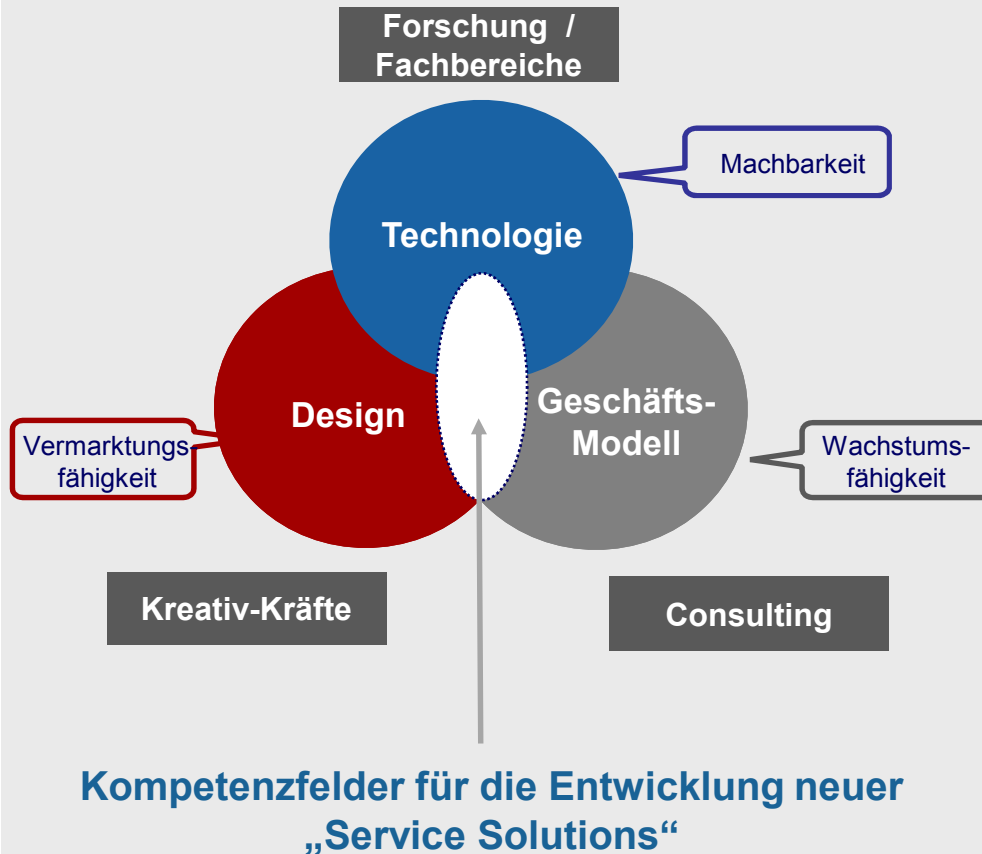 Forschung /
Fachbereiche
Machbarkeit
Technologie
Design
Geschäfts-
Modell
Vermarktungs-
fähigkeit
Wachstums-
fähigkeit
Kreativ-Kräfte
Consulting
Kompetenzfelder für die Entwicklung neuer
„Service Solutions“